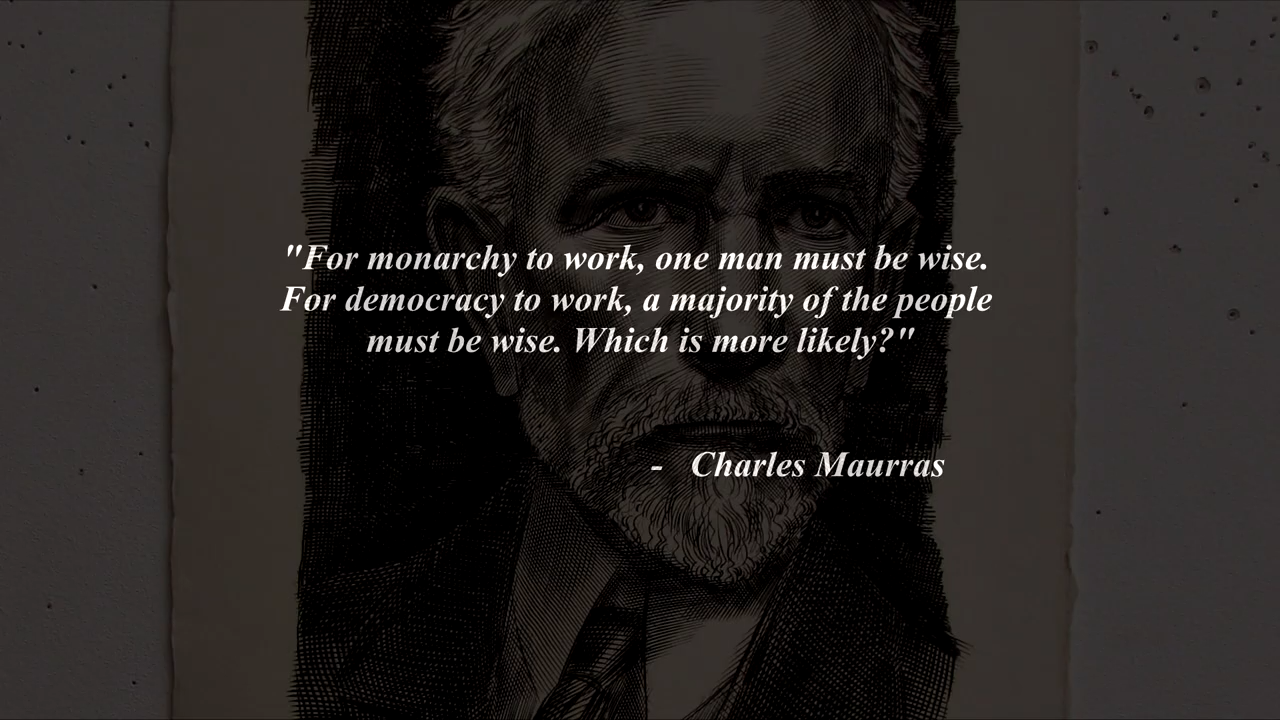 "For monarchy to work, one man must be wise.
For democracy to work, a majority of the people
must be wise. Which is more likely?"
- Charles Maurras